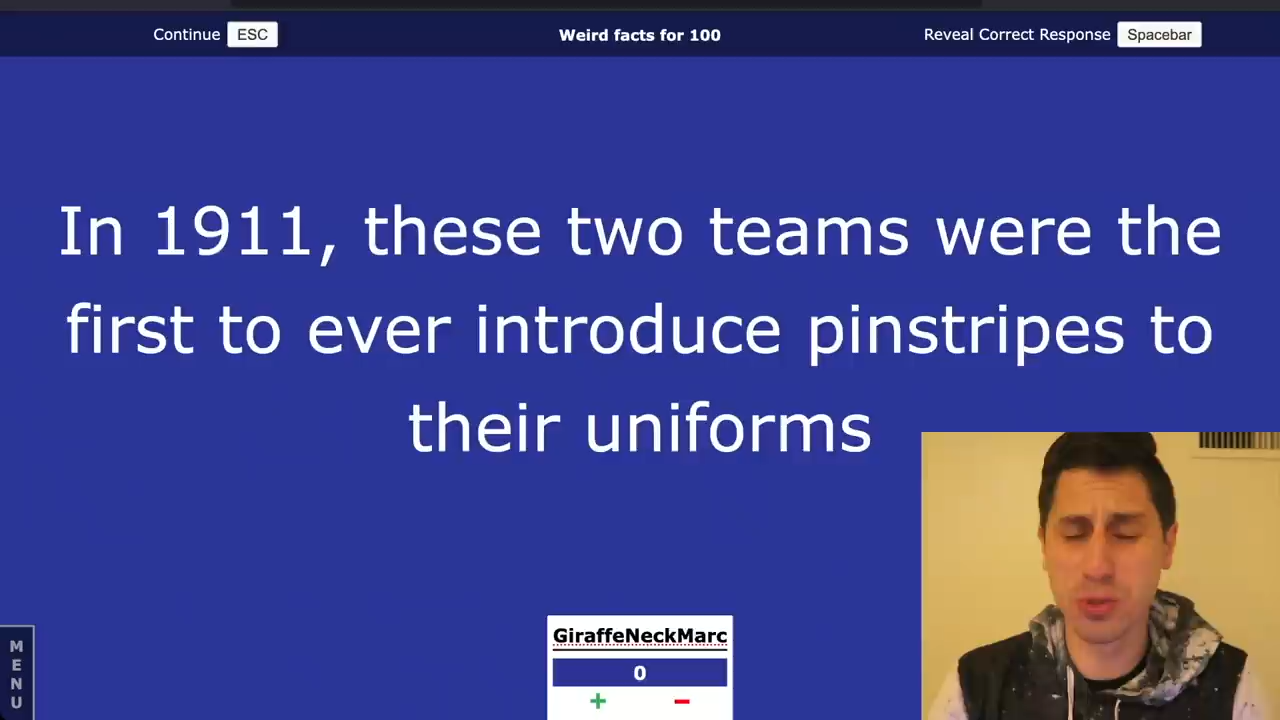 Continue ESC Weird facts for 100 Reveal Correct Response Spacebar
In 1911, these two teams were the
first to ever introduce pinstripes to
their uniforms
MENU
GiraffeNeckMarc
0
+ −